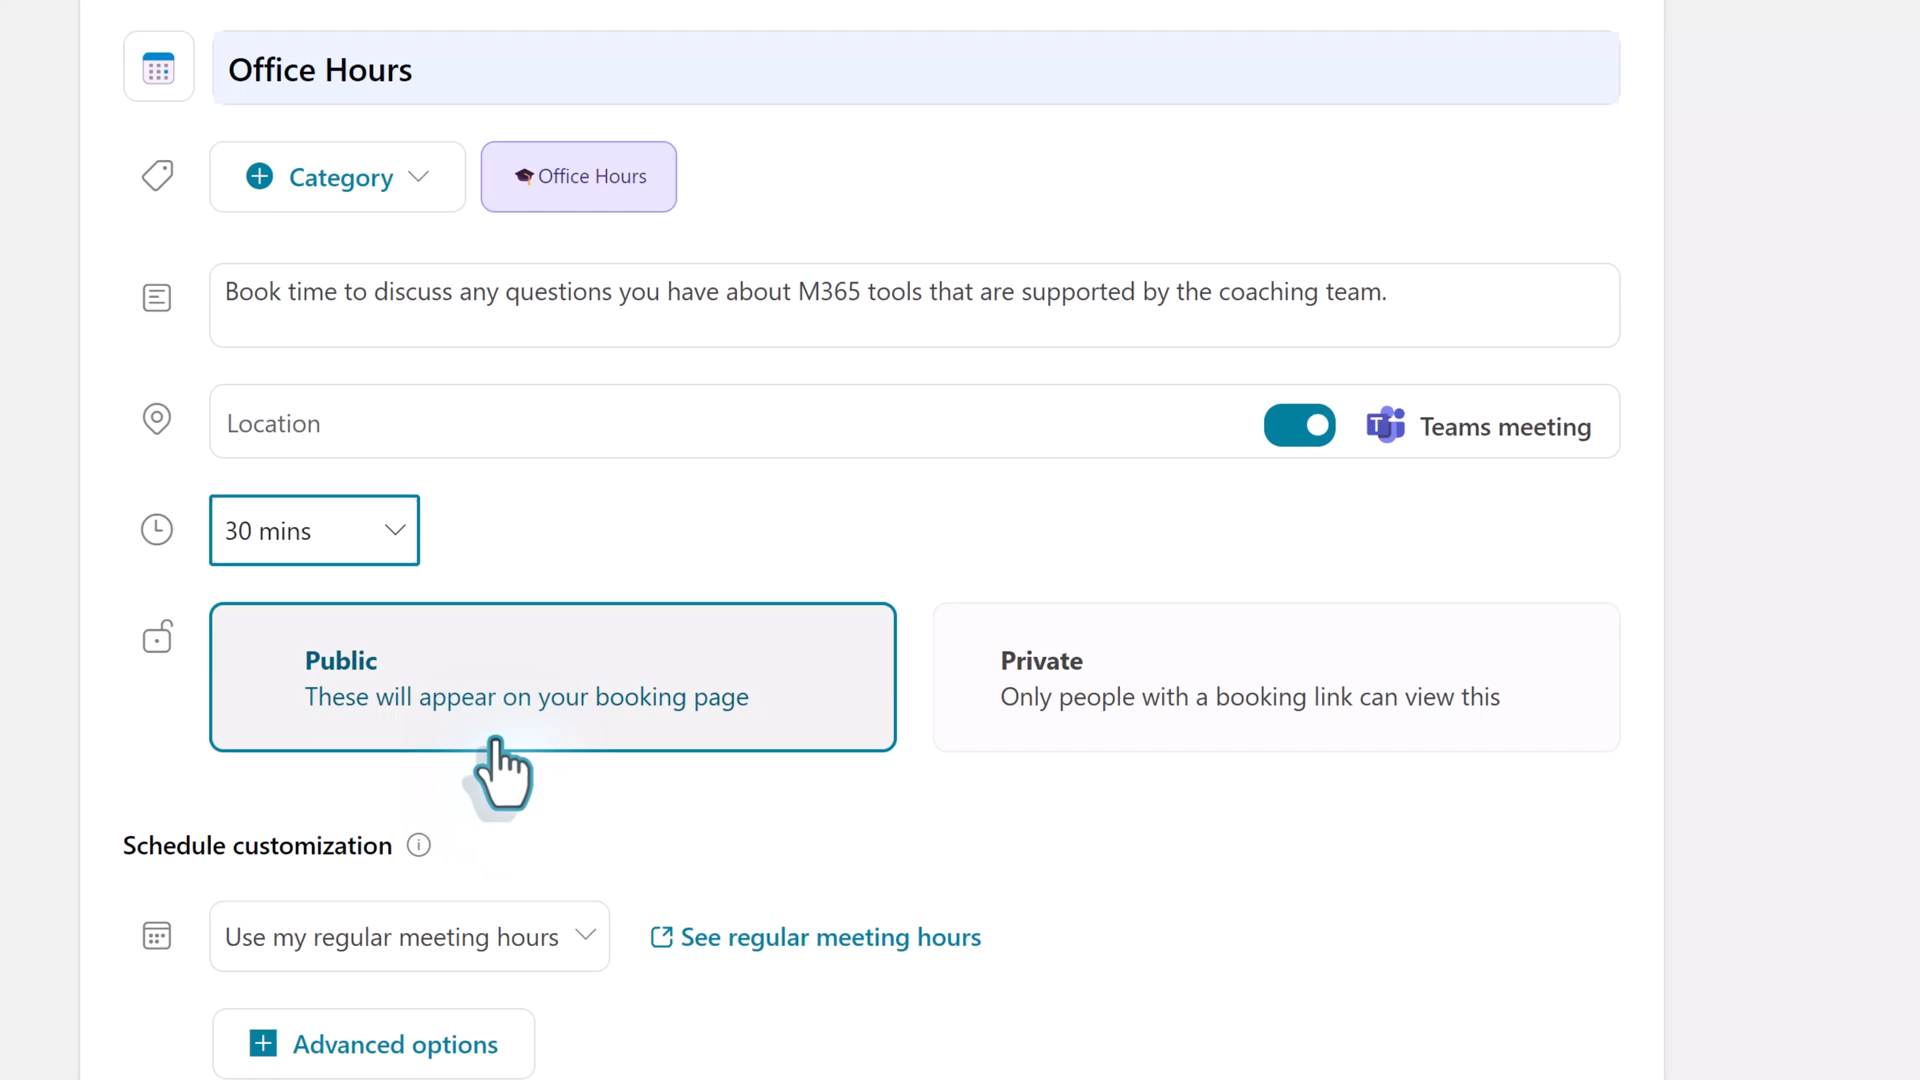 Office Hours
Category
Office Hours
Book time to discuss any questions you have about M365 tools that are supported by the coaching team.
Location
Teams meeting
30 mins
Public
These will appear on your booking page
Private
Only people with a booking link can view this
Schedule customization
Use my regular meeting hours
See regular meeting hours
Advanced options